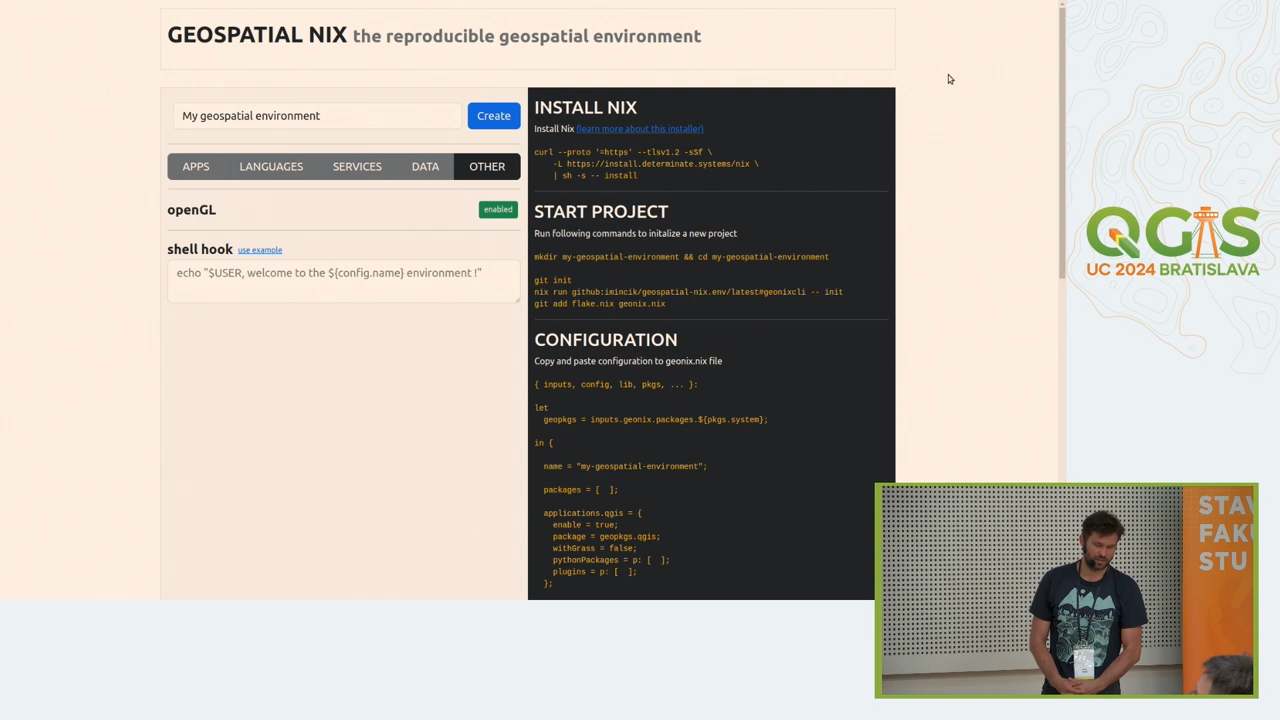 GEOSPATIAL NIX the reproducible geospatial environment
My geospatial environment
Create
APPS
LANGUAGES
SERVICES
DATA
OTHER
openGL
enabled
shell hook use example
echo "$USER, welcome to the ${config.name} environment !"
INSTALL NIX
Install Nix (learn more about this installer)
curl --proto '=https' --tlsv1.2 -sSf \
-L https://install.determinate.systems/nix \
| sh -s -- install
START PROJECT
Run following commands to initalize a new project
mkdir my-geospatial-environment && cd my-geospatial-environment
git init
nix run github:imincik/geospatial-nix.env/latest#geonixcli -- init
git add flake.nix geonix.nix
CONFIGURATION
Copy and paste configuration to geonix.nix file
{ inputs, config, lib, pkgs, ... }:
let
geopkgs = inputs.geonix.packages.${pkgs.system};
in {
name = "my-geospatial-environment";
packages = [ ];
applications.qgis = {
enable = true;
package = geopkgs.qgis;
withGrass = false;
pythonPackages = p: [ ];
plugins = p: [ ];
};
QGIS
UC 2024 BRATISLAVA
STAV
FAKU
STU